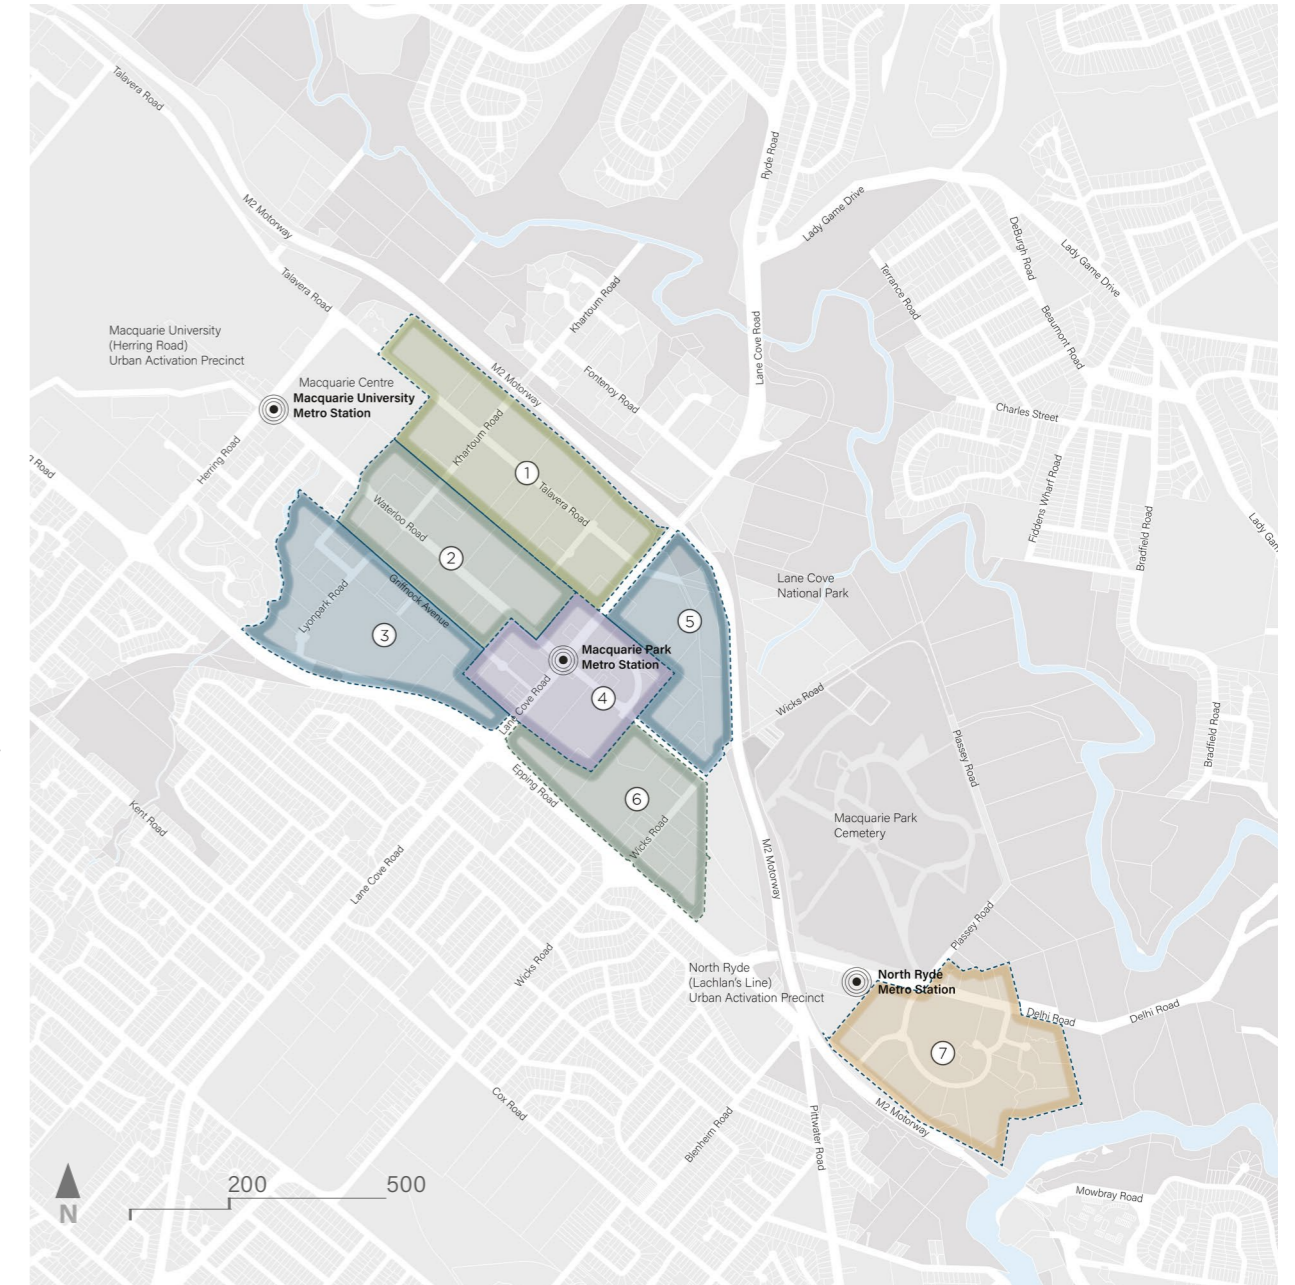 Talavera Road
Ryde Road
M2 Motorway
Lady Game Drive
DeBurgh Road
Lady Game Drive
Talavera Road
Khartoum Road
Terrance Road
Beaumont Road
Macquarie University
(Herring Road)
Urban Activation Precinct
Lane Cove Road
M2 Motorway
Fontenoy Road
Macquarie Centre
Macquarie University
Metro Station
Charles Street
Khartoum Road
Herring Road
g Road
1
Talavera Road
Waterloo Road
Fiddens Wharf Road
Bradfield Road
Lady Gam
2
Lane Cove
National Park
Griffnock Avenue
Lyonpark Road
3
5
Macquarie Park
Metro Station
4
Lane Cove Road
Wicks Road
Plassey Road
Bradfield Road
Epping Road
6
Wicks Road
Kent Road
Macquarie Park
Cemetery
Lane Cove Road
M2 Motorway
Plassey Road
Wicks Road
North Ryde
(Lachlan's Line)
Urban Activation Precinct
North Ryde
Metro Station
Delhi Road
Delhi Road
7
Cox Road
M2 Motorway
Blenheim Road
Pittwater Road
Mowbray Road
200
500
N